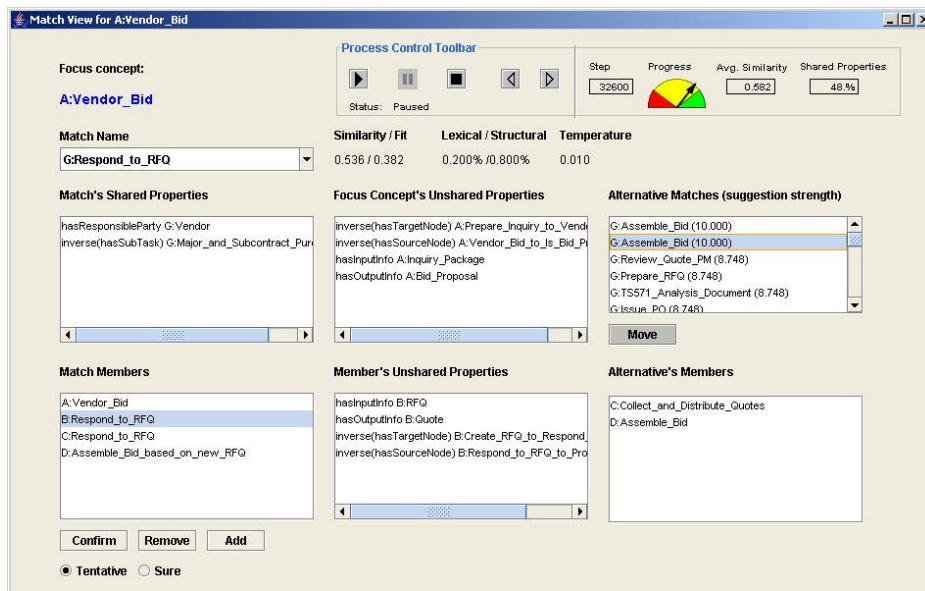 Match View for A:Vendor_Bid
Process Control Toolbar
Focus concept:
A:Vendor_Bid
Status: Paused
Step
32600
Progress
Avg. Similarity
0.582
Shared Properties
48.%
Match Name
G:Respond_to_RFQ
Similarity / Fit
0.536 / 0.382
Lexical / Structural
0.200% /0.800%
Temperature
0.010
Match's Shared Properties
hasResponsibleParty G:Vendor
inverse(hasSubTask) G:Major_and_Subcontract_Pur
Focus Concept's Unshared Properties
inverse(hasTargetNode) A:Prepare_Inquiry_to_Vend
inverse(hasSourceNode) A:Vendor_Bid_to_Is_Bid_P
hasInputInfo A:Inquiry_Package
hasOutputInfo A:Bid_Proposal
Alternative Matches (suggestion strength)
G:Assemble_Bid (10.000)
G:Assemble_Bid (10.000)
G:Review_Quote_PM (8.748)
G:Prepare_RFQ (8.748)
G:TS571_Analysis_Document (8.748)
G:Issue_PO (8.748)
Move
Match Members
A:Vendor_Bid
B:Respond_to_RFQ
C:Respond_to_RFQ
D:Assemble_Bid_based_on_new_RFQ
Member's Unshared Properties
hasInputInfo B:RFQ
hasOutputInfo B:Quote
inverse(hasTargetNode) B:Create_RFQ_to_Respond_
inverse(hasSourceNode) B:Respond_to_RFQ_to_Pro
Alternative's Members
C:Collect_and_Distribute_Quotes
D:Assemble_Bid
Confirm Remove Add
Tentative Sure